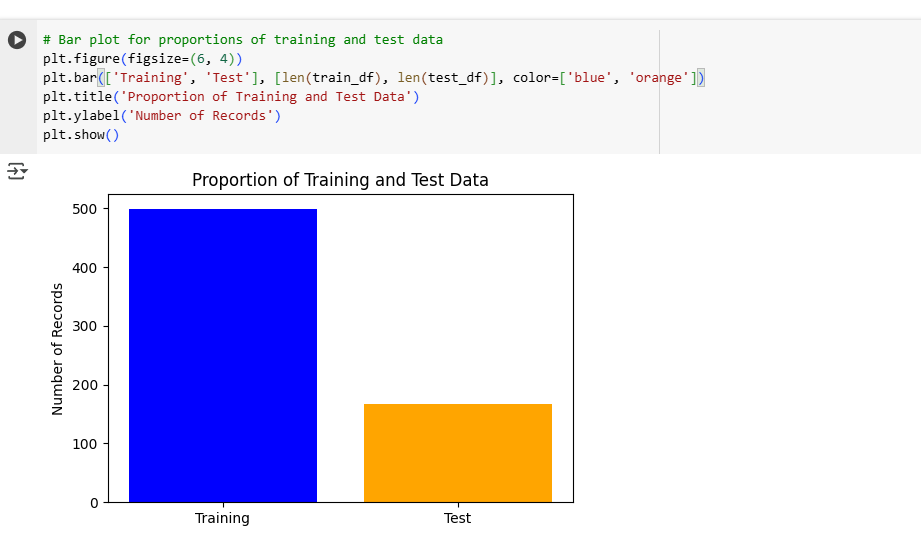 # Bar plot for proportions of training and test data
plt.figure(figsize=(6, 4))
plt.bar(['Training', 'Test'], [len(train_df), len(test_df)], color=['blue', 'orange'])
plt.title('Proportion of Training and Test Data')
plt.ylabel('Number of Records')
plt.show()
Proportion of Training and Test Data
Number of Records
500
400
300
200
100
0
Training Test